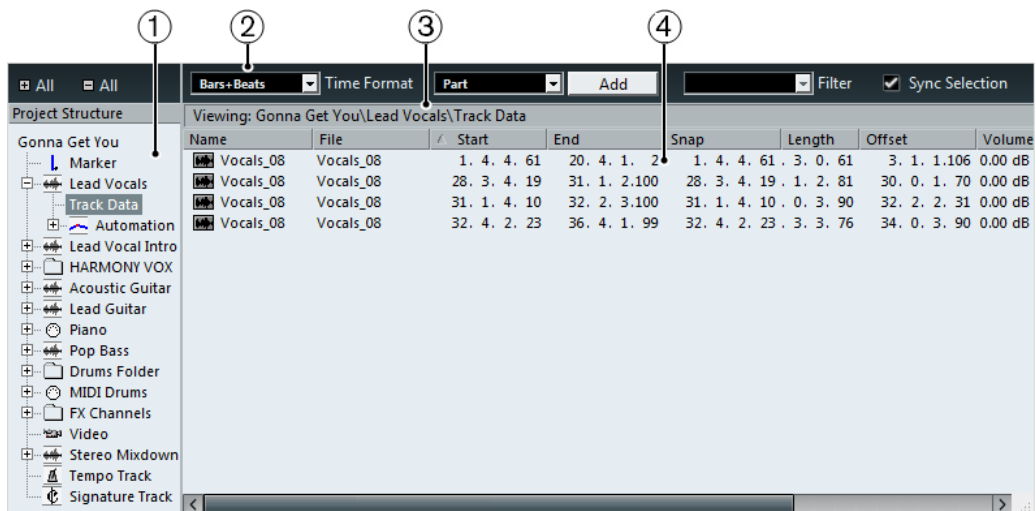 1 2 3 4
All All Bars+Beats Time Format Part Add Filter Sync Selection
Project Structure Viewing: Gonna Get You\Lead Vocals\Track Data
Gonna Get You
Marker
Lead Vocals
Track Data
Automation
Lead Vocal Intro
HARMONY VOX
Acoustic Guitar
Lead Guitar
Piano
Pop Bass
Drums Folder
MIDI Drums
FX Channels
Video
Stereo Mixdown
Tempo Track
Signature Track
Name File Start End Snap Length Offset Volume
Vocals_08 Vocals_08 1. 4. 4. 61 20. 4. 1. 2 1. 4. 4. 61 . 3. 0. 61 3. 1. 1.106 0.00 dB
Vocals_08 Vocals_08 28. 3. 4. 19 31. 1. 2.100 28. 3. 4. 19 . 1. 2. 81 30. 0. 1. 70 0.00 dB
Vocals_08 Vocals_08 31. 1. 4. 10 32. 2. 3.100 31. 1. 4. 10 . 0. 3. 90 32. 2. 2. 31 0.00 dB
Vocals_08 Vocals_08 32. 4. 2. 23 36. 4. 1. 99 32. 4. 2. 23 . 3. 3. 76 34. 0. 3. 90 0.00 dB